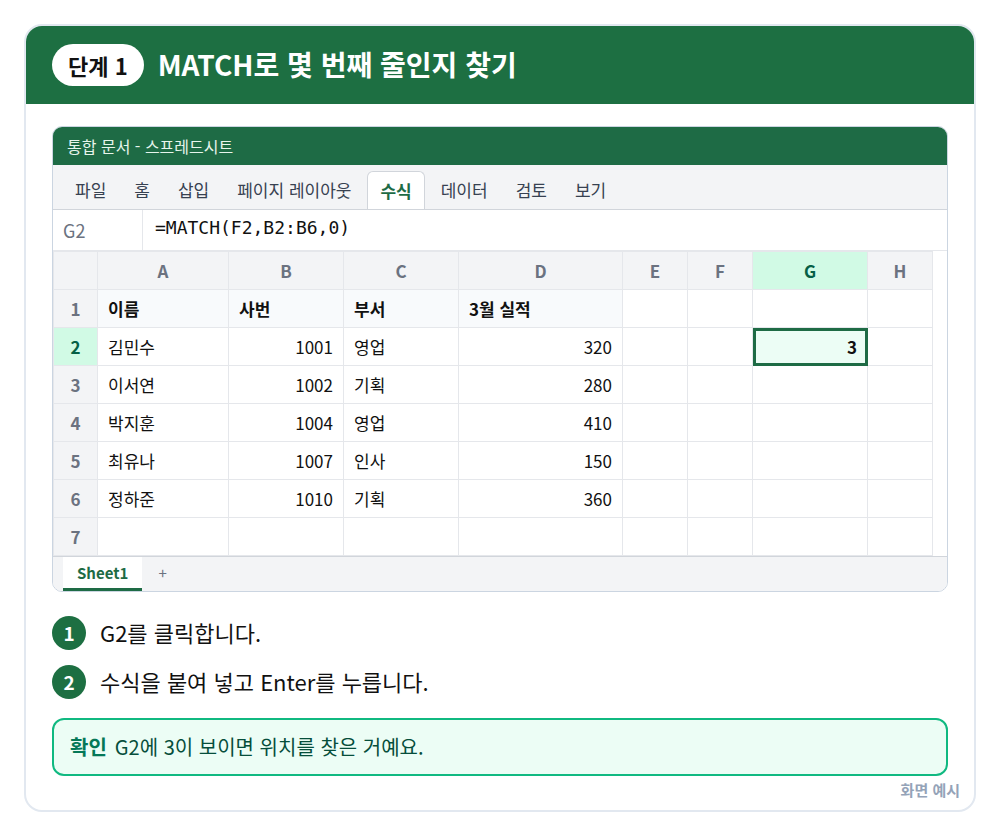 단계 1 MATCH로 몇 번째 줄인지 찾기
통합 문서 - 스프레드시트
파일 홈 삽입 페이지 레이아웃 수식 데이터 검토 보기
G2 =MATCH(F2,B2:B6,0)
A B C D E F G H
1 이름 사번 부서 3월 실적
2 김민수 1001 영업 320 3
3 이서연 1002 기획 280
4 박지훈 1004 영업 410
5 최유나 1007 인사 150
6 정하준 1010 기획 360
7
Sheet1 +
1 G2를 클릭합니다.
2 수식을 붙여 넣고 Enter를 누릅니다.
확인 G2에 3이 보이면 위치를 찾은 거예요.
화면 예시